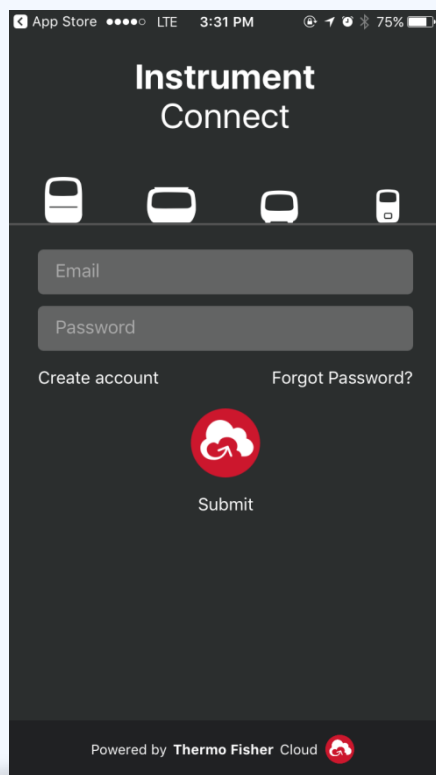 App Store LTE 3:31 PM 75%
Instrument
Connect
Email
Password
Create account Forgot Password?
Submit
Powered by Thermo Fisher Cloud